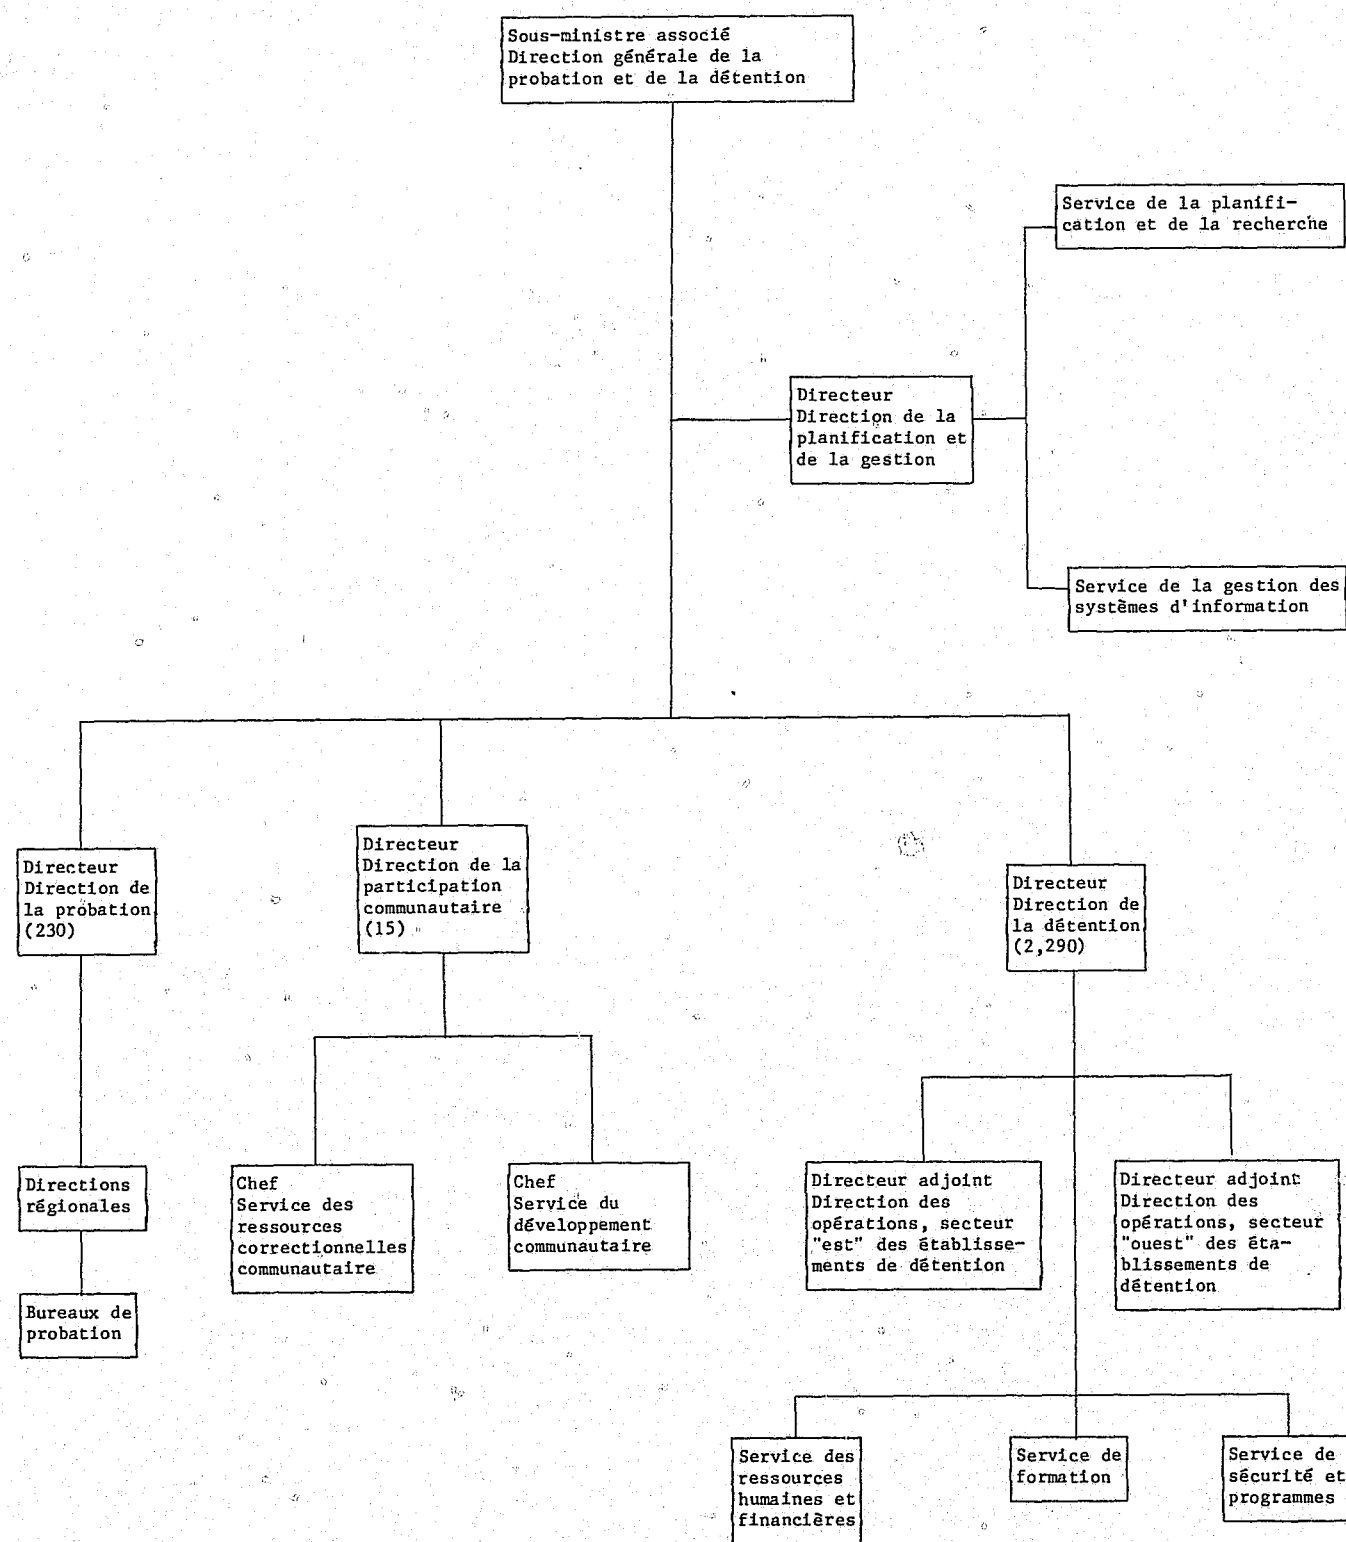 Sous-ministre associé
Direction générale de la
probation et de la détention
Service de la planifi-
cation et de la recherche
Directeur
Direction de la
planification et
de la gestion
Service de la gestion des
systèmes d'information
Directeur
Direction de
la probation
(230)
Directeur
Direction de la
participation
communautaire
(15)
Directeur
Direction de
la détention
(2,290)
Directions
régionales
Chef
Service des
ressources
correctionnelles
communautaire
Chef
Service du
développement
communautaire
Directeur adjoint
Direction des
opérations, secteur
"est" des établisse-
ments de détention
Directeur adjoint
Direction des
opérations, secteur
"ouest" des éta-
blissements de
détention
Bureaux de
probation
Service des
ressources
humaines et
financières
Service de
formation
Service de
sécurité et
programmes